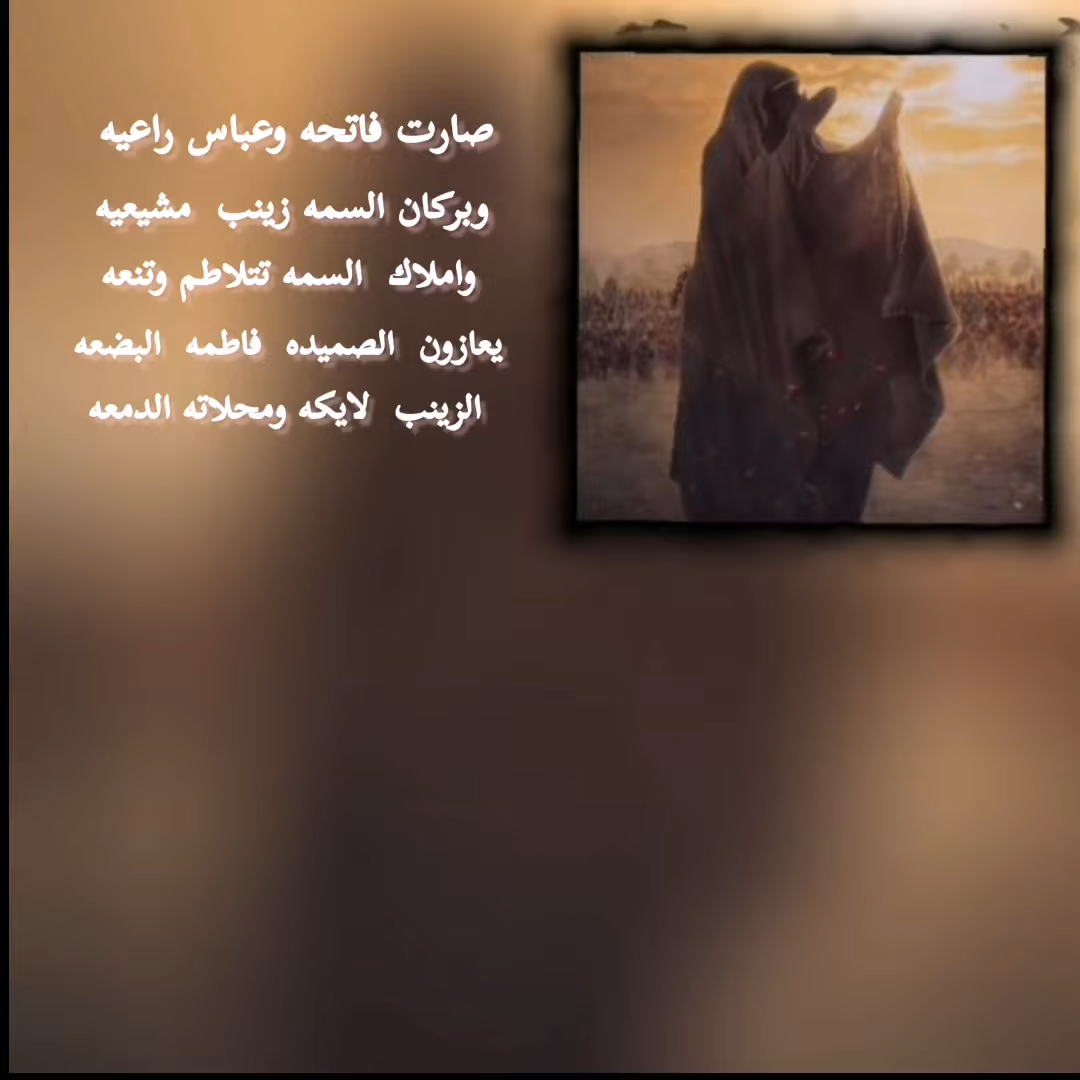 صارت فاتحه وعباس راعيه
وبركان السمه زينب مشيعيه
واملاك السمه تتلاطم وتنعه
يعازون الصميده فاطمه البضعه
الزينب لايكه ومحلاته الدمعه